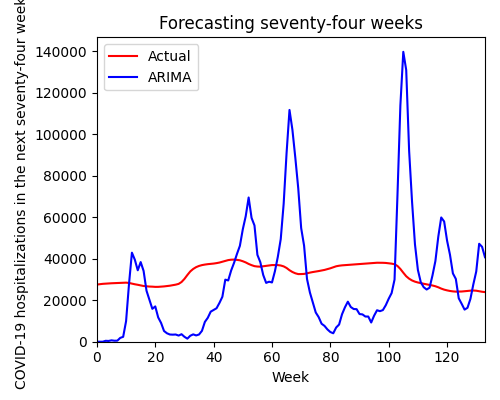 Forecasting seventy-four weeks
COVID-19 hospitalizations in the next seventy-four week
140000
120000
100000
80000
60000
40000
20000
0
Actual
ARIMA
0 20 40 60 80 100 120
Week